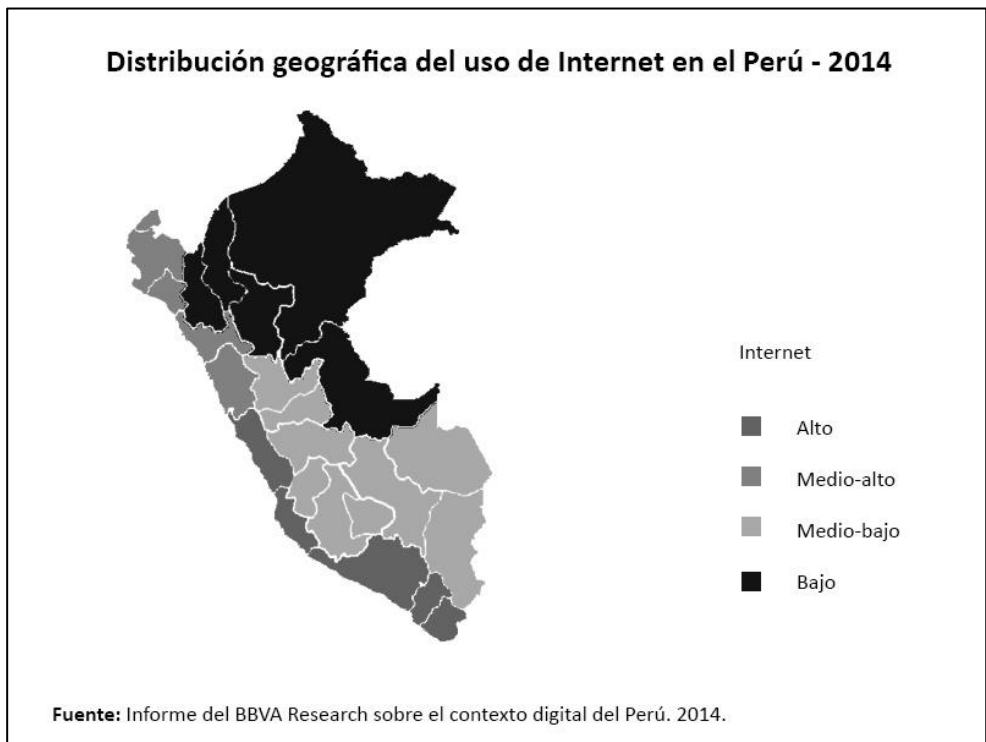 Distribución geográfica del uso de Internet en el Perú - 2014
Internet
Alto
Medio-alto
Medio-bajo
Bajo
Fuente: Informe del BBVA Research sobre el contexto digital del Perú. 2014.